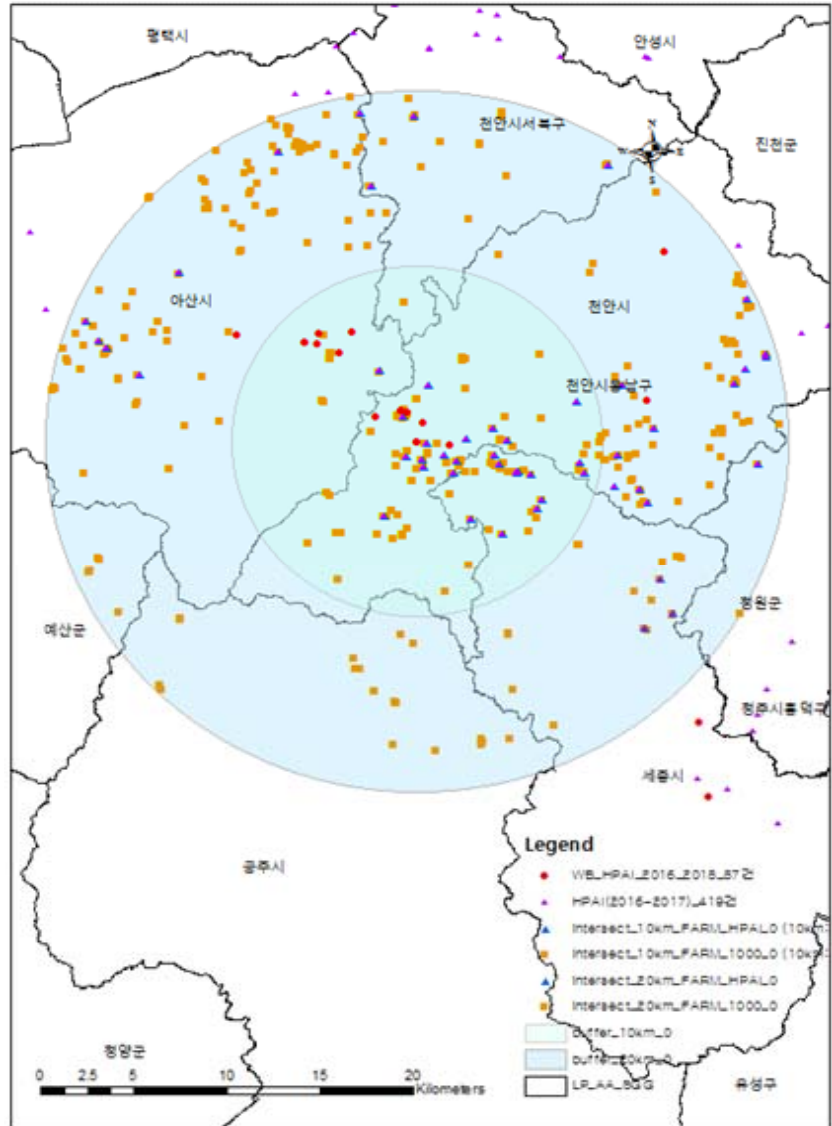 평택시
안성시
천안시서북구
N
W E
S
진천군
아산시
천안시
천안시동남구
예산군
청원군
청주시흥덕구
세종시
공주시
Legend
WB_HPAI_2016_2018_87건
HPAI(2016-2017)_419건
Intersect_10km_FARM_HPAI_0 (10km
Intersect_10km_FARM_1000_0 (10km
Intersect_20km_FARM_HPAI_0
Intersect_20km_FARM_1000_0
buffer_10km_0
buffer_20km_0
LP_AA_SGG
청양군
유성구
0 2.5 5 10 15 20
Kilometers